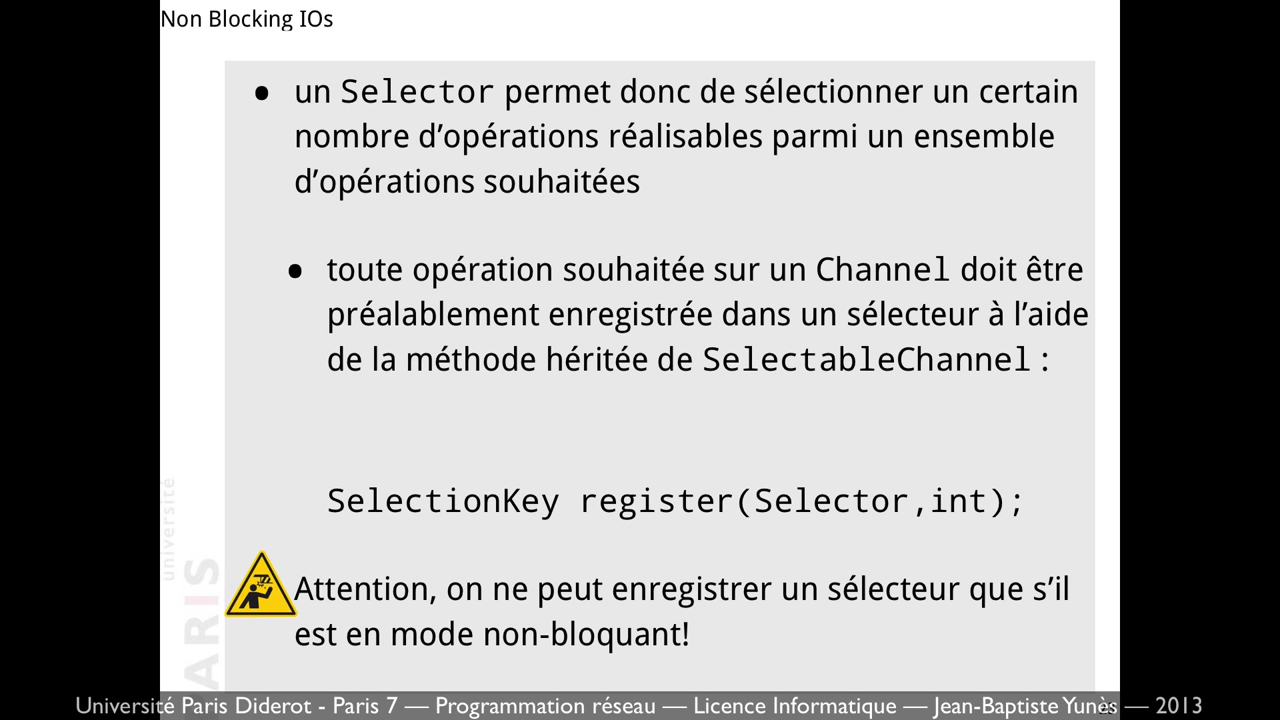 Non Blocking IOs
• un Selector permet donc de sélectionner un certain
nombre d’opérations réalisables parmi un ensemble
d’opérations souhaitées
• toute opération souhaitée sur un Channel doit être
préalablement enregistrée dans un sélecteur à l’aide
de la méthode héritée de SelectableChannel :
SelectionKey register(Selector,int);
Attention, on ne peut enregistrer un sélecteur que s’il
est en mode non-bloquant!
université
PARIS
Université Paris Diderot - Paris 7 — Programmation réseau — Licence Informatique — Jean-Baptiste Yunès — 2013